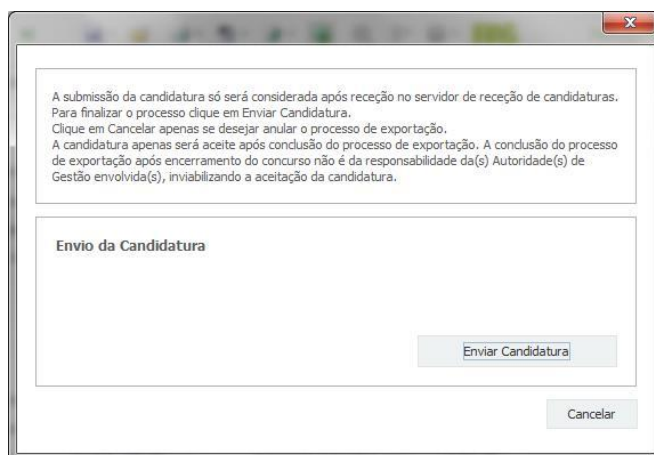 A submissão da candidatura só será considerada após receção no servidor de receção de candidaturas.
Para finalizar o processo clique em Enviar Candidatura.
Clique em Cancelar apenas se desejar anular o processo de exportação.
A candidatura apenas será aceite após conclusão do processo de exportação. A conclusão do processo
de exportação após encerramento do concurso não é da responsabilidade da(s) Autoridade(s) de
Gestão envolvida(s), inviabilizando a aceitação da candidatura.
Envio da Candidatura
Enviar Candidatura
Cancelar